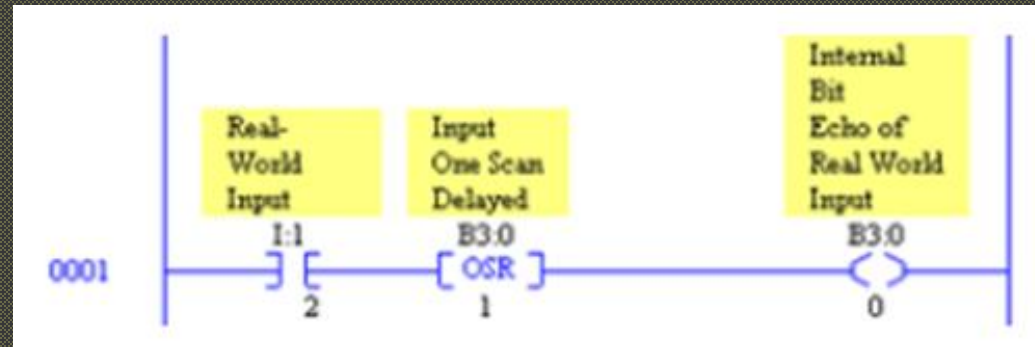 Internal
Bit
Real- Input Echo of
World One Scan Real World
Input Delayed Input
I:1 B3:0 B3:0
0001 OSR
2 1 0